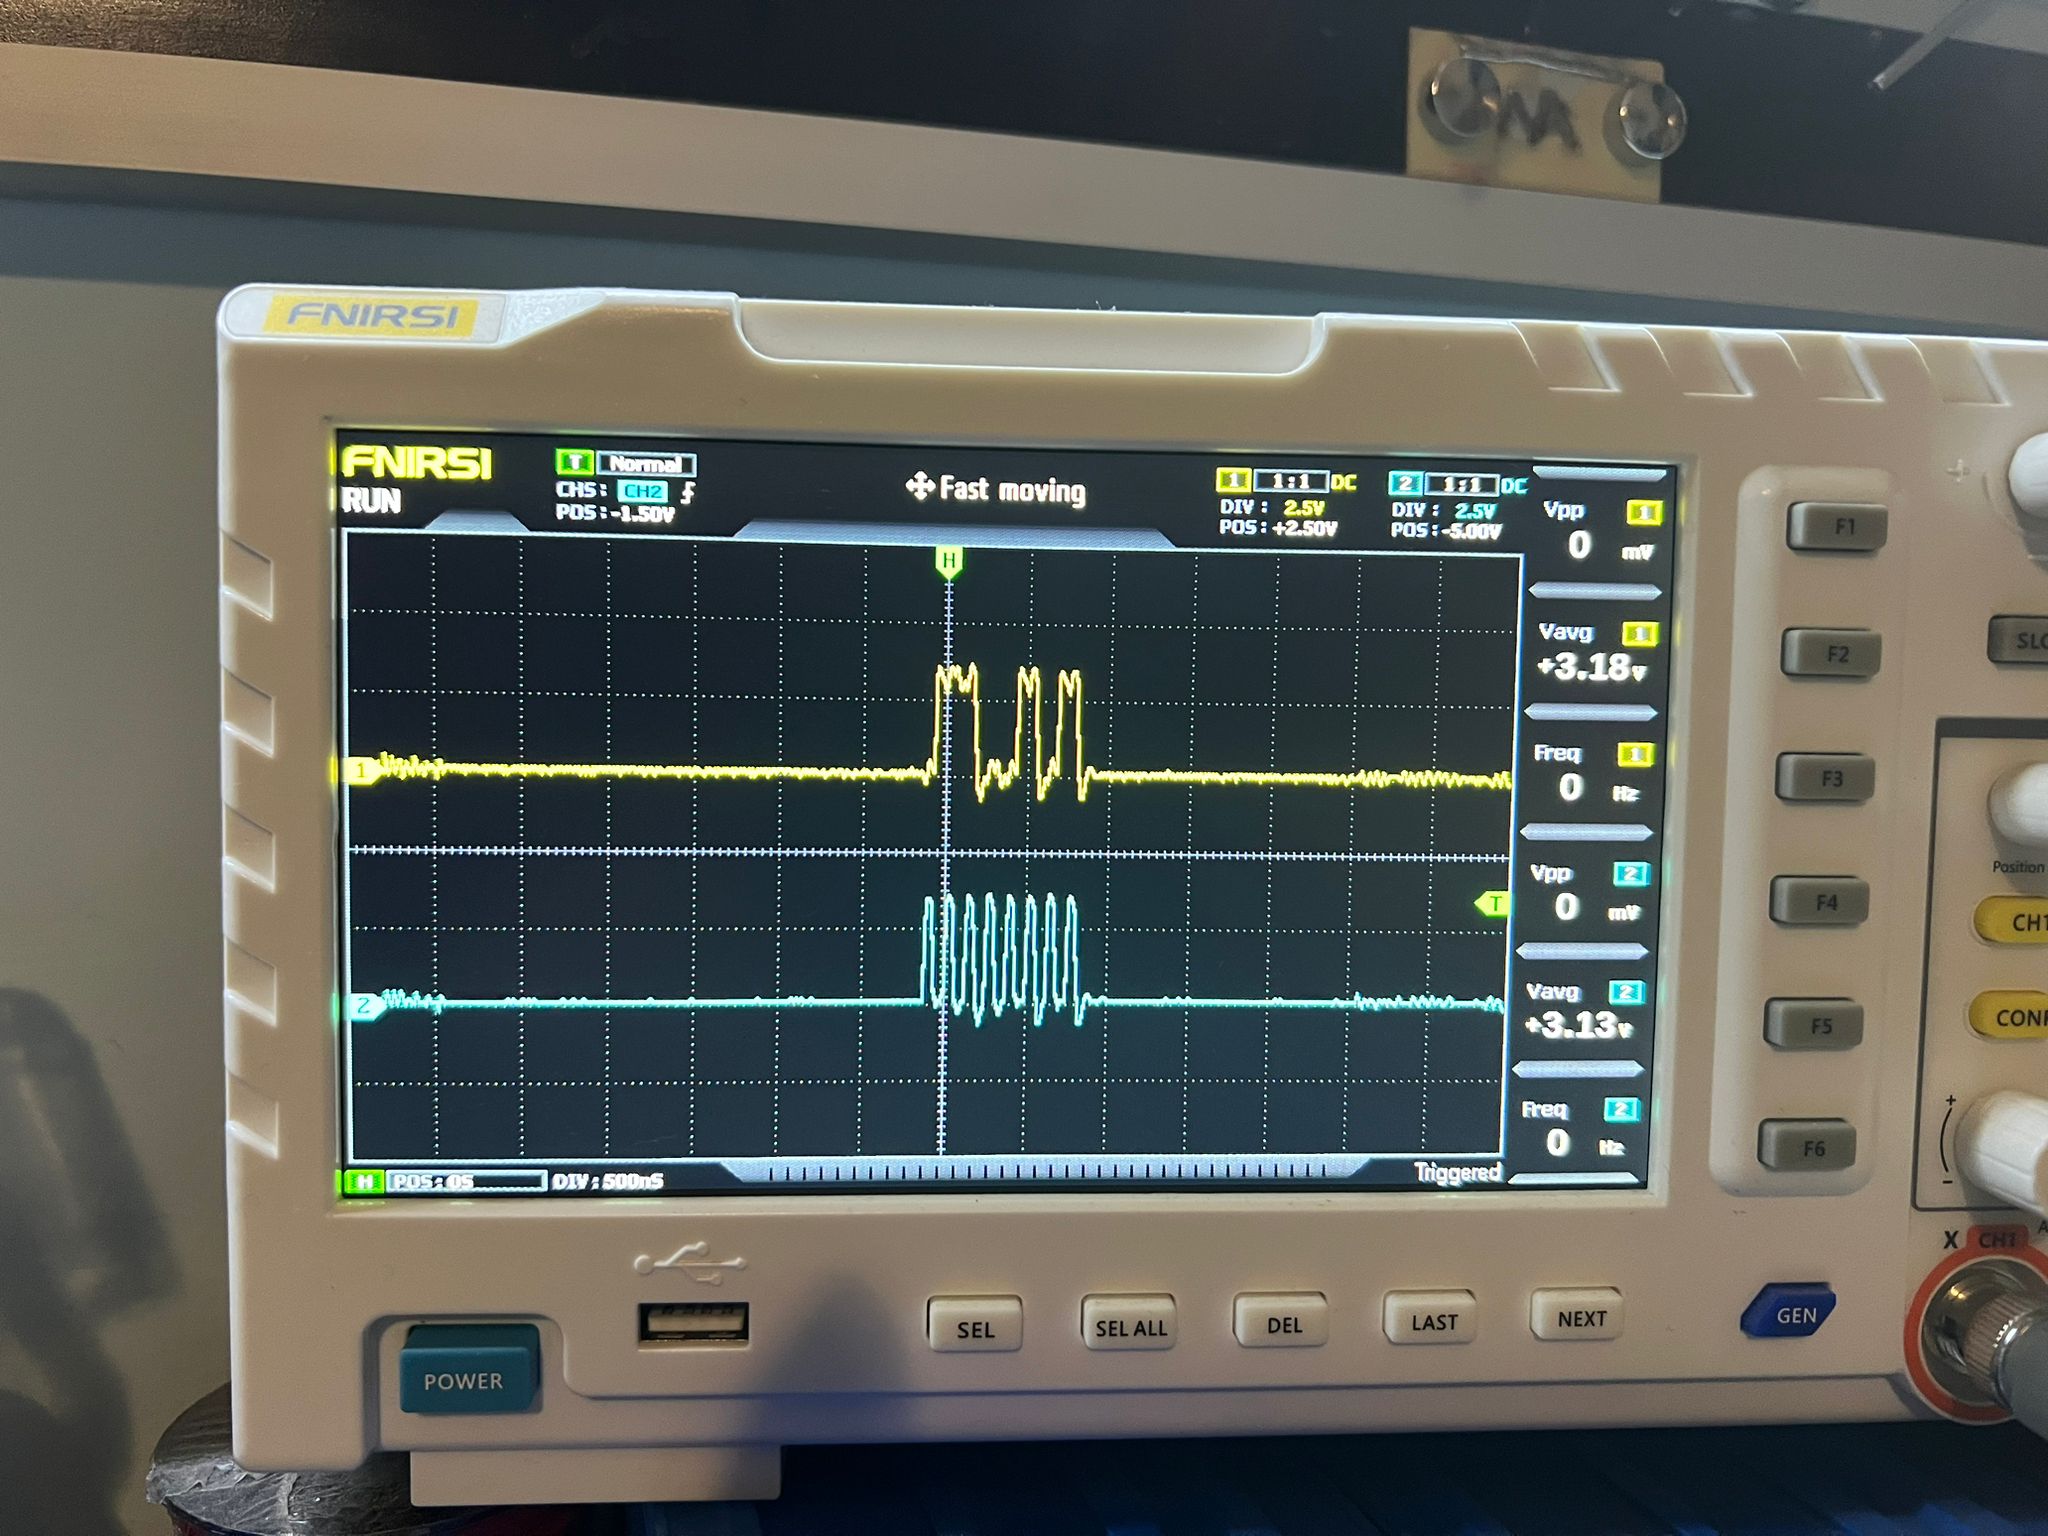 FNIRSI
FNIRSI
RUN
T Normal
CHS: CH2
POS:-1.50V
Fast moving
1 1:1 DC
DIV: 2.5V
POS:+2.50V
2 1:1 DC
DIV: 2.5V
POS:-5.00V
H
1
2
T
Vpp 1
0 mV
Vavg 1
+3.18V
Freq 1
0 Hz
Vpp 2
0 mV
Vavg 2
+3.13V
Freq 2
0 Hz
H POS:0S DIV:500nS
Triggered
F1
F2
F3
F4
F5
F6
SLO
Position
CH1
CONF
+
-
X CH1
POWER
SEL
SEL ALL
DEL
LAST
NEXT
GEN